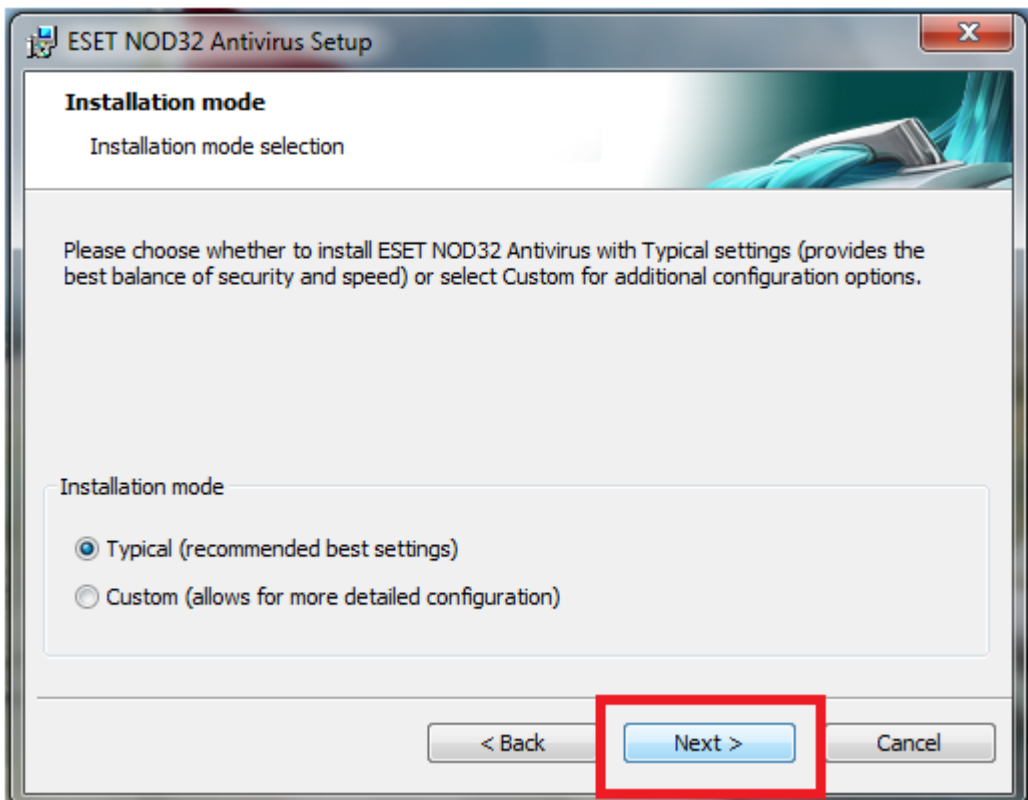 ESET NOD32 Antivirus Setup
Installation mode
Installation mode selection
Please choose whether to install ESET NOD32 Antivirus with Typical settings (provides the
best balance of security and speed) or select Custom for additional configuration options.
Installation mode
Typical (recommended best settings)
Custom (allows for more detailed configuration)
< Back Next > Cancel